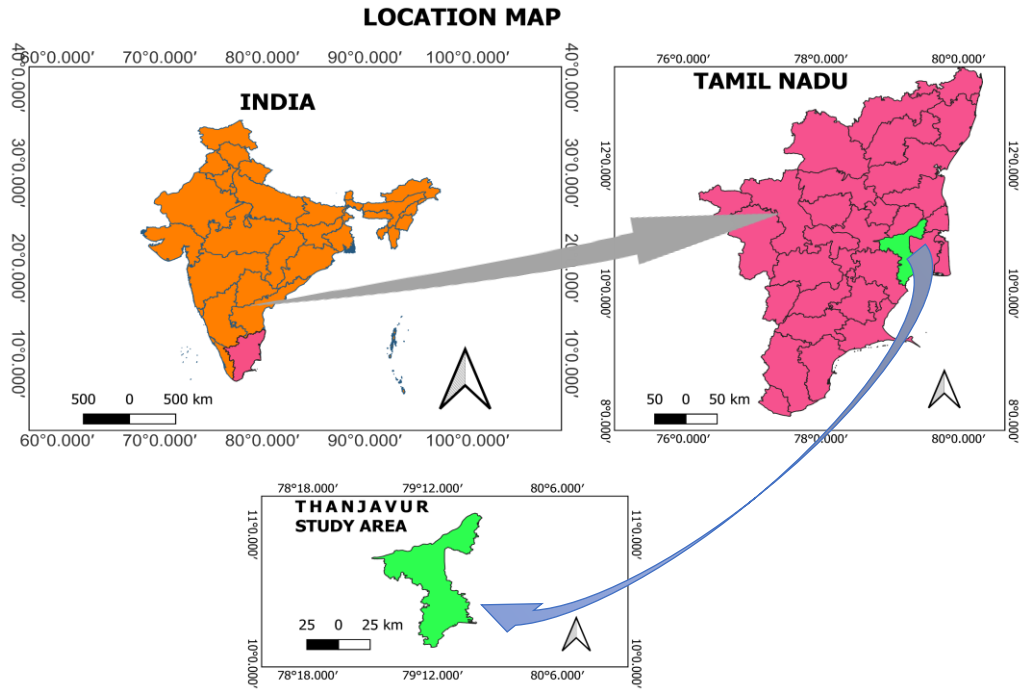 LOCATION MAP
60°0.000′ 70°0.000′ 80°0.000′ 90°0.000′ 100°0.000′
40°0.000′ 30°0.000′ 20°0.000′ 10°0.000′
INDIA
40°0.000′ 30°0.000′ 20°0.000′ 10°0.000′
500 0 500 km
60°0.000′ 70°0.000′ 80°0.000′ 90°0.000′ 100°0.000′
76°0.000′ 78°0.000′ 80°0.000′
TAMIL NADU
12°0.000′ 10°0.000′ 8°0.000′
12°0.000′ 10°0.000′ 8°0.000′
50 0 50 km
76°0.000′ 78°0.000′ 80°0.000′
78°18.000′ 79°12.000′ 80°6.000′
THANJAVUR
STUDY AREA
11°0.000′ 10°0.000′
11°0.000′ 10°0.000′
25 0 25 km
78°18.000′ 79°12.000′ 80°6.000′